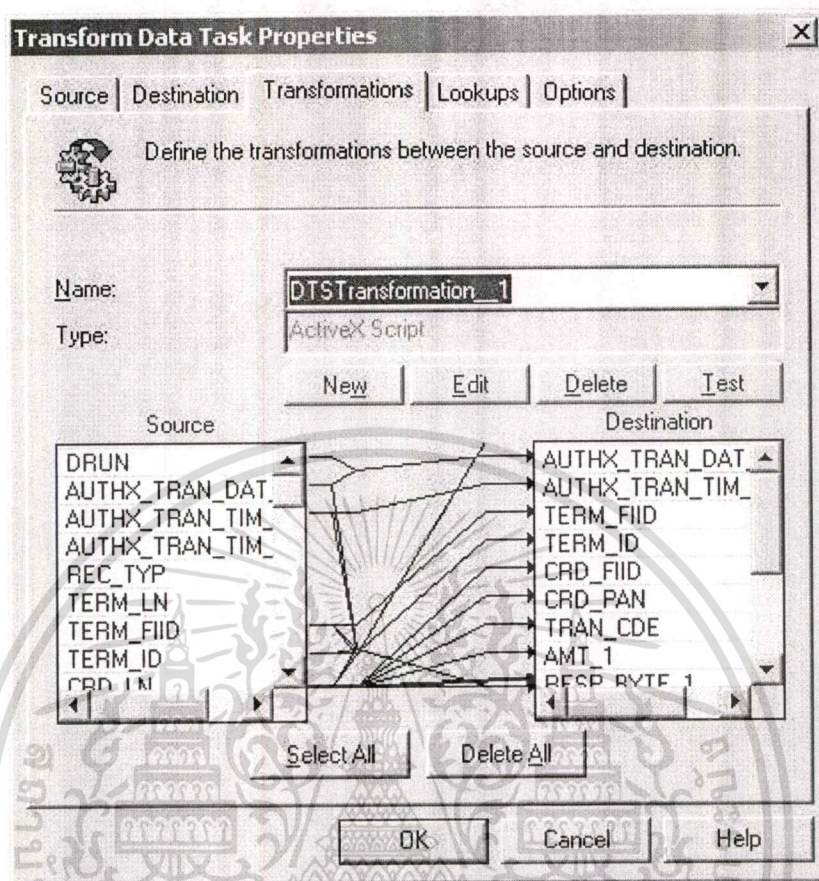 Transform Data Task Properties
Source Destination Transformations Lookups Options
Define the transformations between the source and destination.
Name: DTSTransformation__1
Type: ActiveX Script
New Edit Delete Test
Source Destination
DRUN
AUTHX_TRAN_DAT_
AUTHX_TRAN_TIM_
AUTHX_TRAN_TIM_
REC_TYP
TERM_LN
TERM_FIID
TERM_ID
CRD_LN
AUTHX_TRAN_DAT_
AUTHX_TRAN_TIM_
TERM_FIID
TERM_ID
CRD_FIID
CRD_PAN
TRAN_CDE
AMT_1
RESP_BYTE_1
Select All Delete All
OK Cancel Help